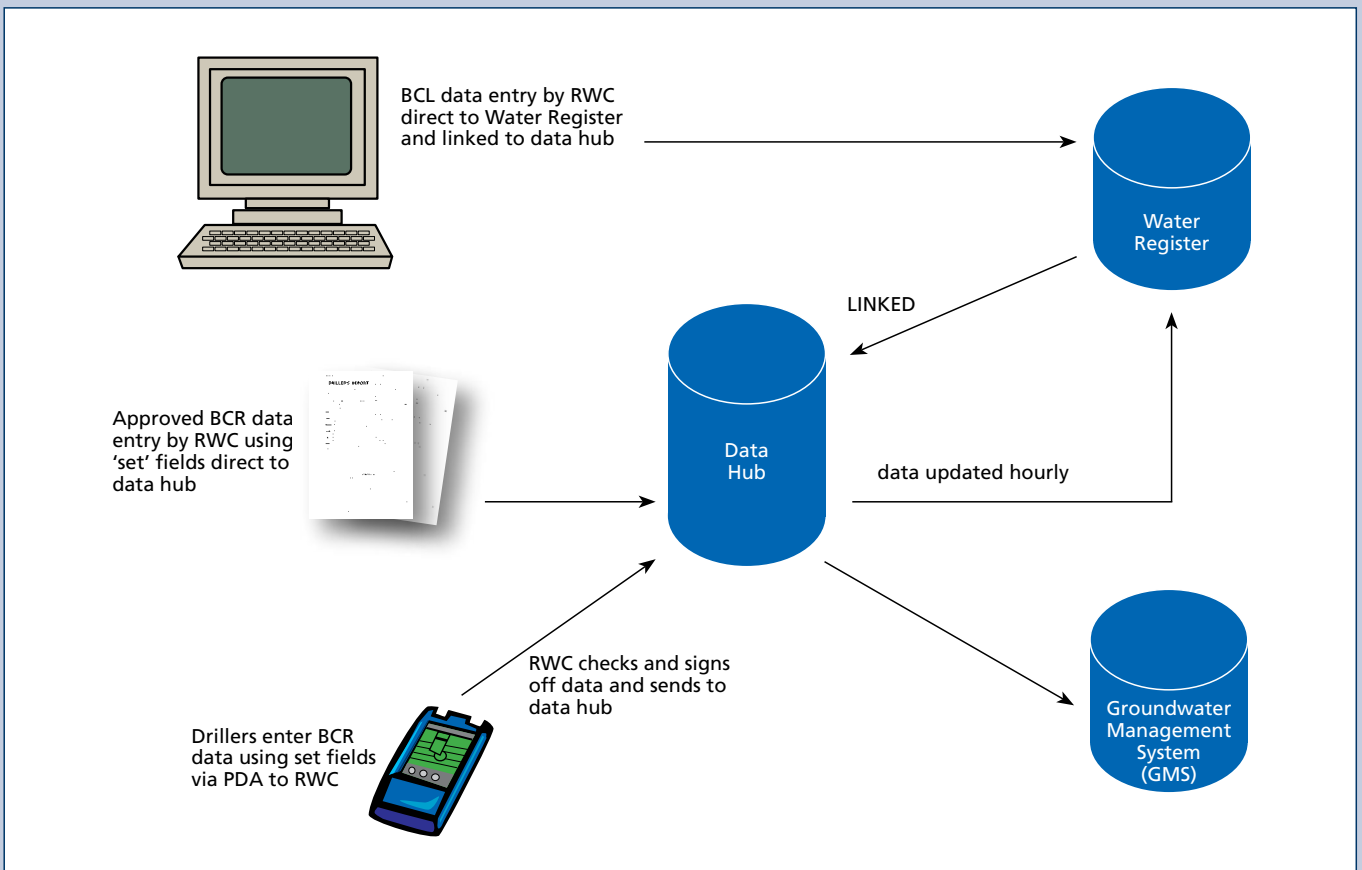 BCL data entry by RWC
direct to Water Register
and linked to data hub
Water
Register
LINKED
DRILLERS REPORT
Approved BCR data
entry by RWC using
‘set’ fields direct to
data hub
Data
Hub
data updated hourly
RWC checks and signs
off data and sends to
data hub
Drillers enter BCR
data using set fields
via PDA to RWC
Groundwater
Management
System
(GMS)